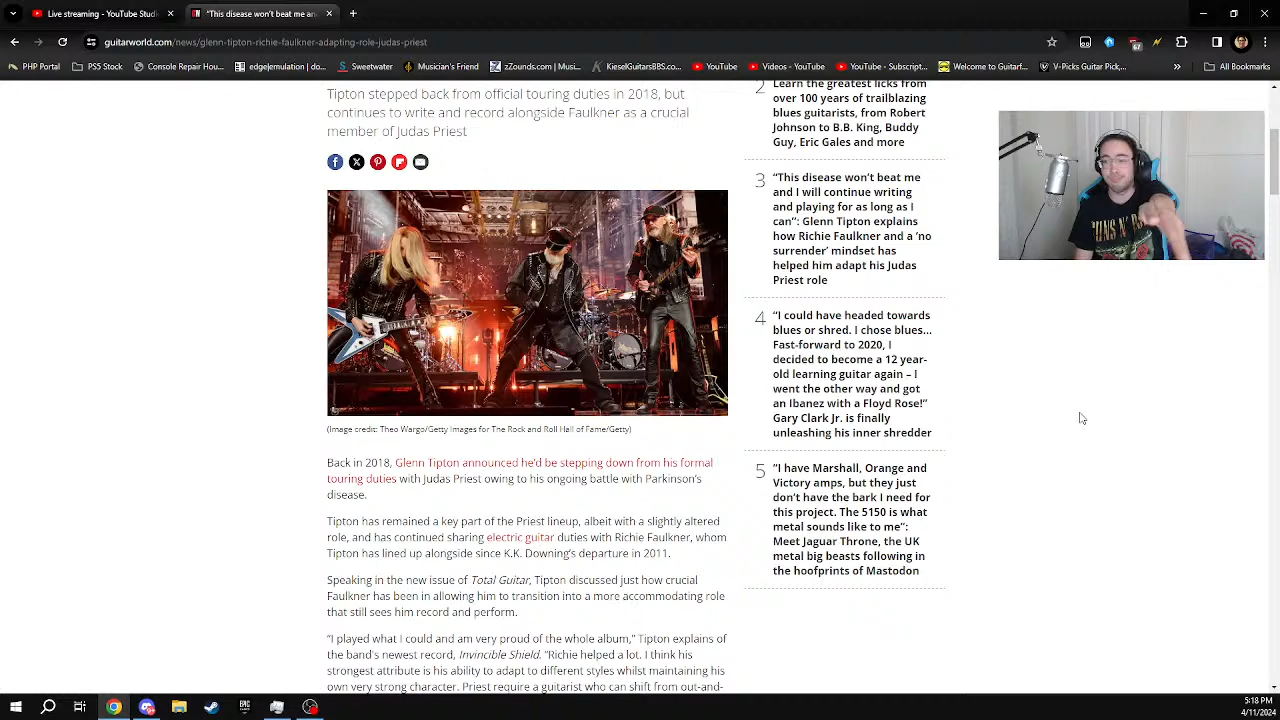 Live streaming - YouTube Stud
"This disease won't beat me an
guitarworld.com/news/glenn-tipton-richie-faulkner-adapting-role-judas-priest
67
PHP Portal
PS5 Stock
Console Repair Hou...
edge|emulation | do...
Sweetwater
Musician's Friend
zZounds.com | Musi...
KieselGuitarsBBS.co...
YouTube
Videos - YouTube
YouTube - Subscript...
Welcome to Guitarf...
V-Picks Guitar Pick,...
»
All Bookmarks
Tipton stepped back from official touring duties in 2018, but
continues to write and record alongside Faulkner as a crucial
member of Judas Priest
(Image credit: Theo Wargo/Getty Images for The Rock and Roll Hall of Fame/Getty)
Back in 2018, Glenn Tipton announced he'd be stepping down from his formal
touring duties with Judas Priest owing to his ongoing battle with Parkinson's
disease.
Tipton has remained a key part of the Priest lineup, albeit with a slightly altered
role, and has continued sharing electric guitar duties with Richie Faulkner, whom
Tipton has lined up alongside since K.K. Downing's departure in 2011.
Speaking in the new issue of Total Guitar, Tipton discussed just how crucial
Faulkner has been in allowing him to transition into a more accommodating role
that still sees him record and perform.
"I played what I could and am very proud of the whole album," Tipton explains of
the band's newest record, Invincible Shield. "Richie helped a lot. I think his
strongest attribute is his ability to adapt to different styles whilst maintaining his
own very strong character. Priest require a guitarist who can shift from out-and-
2
Learn the greatest licks from
over 100 years of trailblazing
blues guitarists, from Robert
Johnson to B.B. King, Buddy
Guy, Eric Gales and more
3
"This disease won't beat me
and I will continue writing
and playing for as long as I
can": Glenn Tipton explains
how Richie Faulkner and a 'no
surrender' mindset has
helped him adapt his Judas
Priest role
4
"I could have headed towards
blues or shred. I chose blues...
Fast-forward to 2020, I
decided to become a 12 year-
old learning guitar again – I
went the other way and got
an Ibanez with a Floyd Rose!"
Gary Clark Jr. is finally
unleashing his inner shredder
5
"I have Marshall, Orange and
Victory amps, but they just
don't have the bark I need for
this project. The 5150 is what
metal sounds like to me":
Meet Jaguar Throne, the UK
metal big beasts following in
the hoofprints of Mastodon
GUNS N' ROSES
EPIC
5:18 PM
4/11/2024